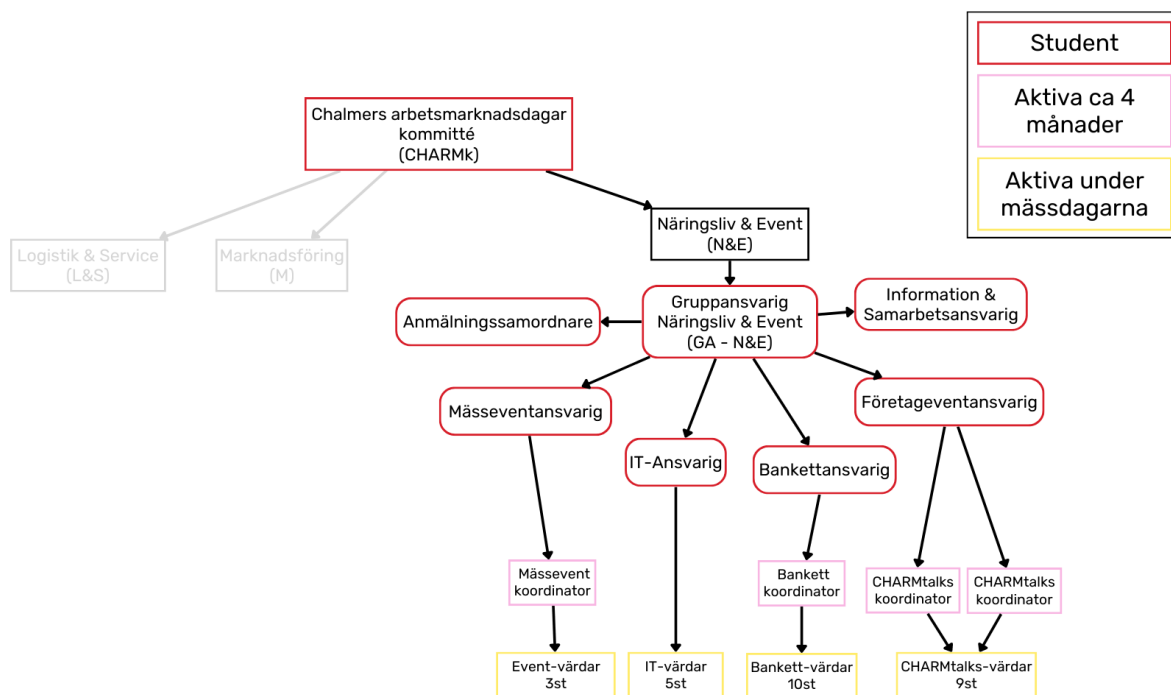 Student
Aktiva ca 4
månader
Aktiva under
mässdagarna
Chalmers arbetsmarknadsdagar
kommitté
(CHARMk)
Logistik & Service
(L&S)
Marknadsföring
(M)
Näringsliv & Event
(N&E)
Anmälningssamordnare
Gruppansvarig
Näringsliv & Event
(GA - N&E)
Information &
Samarbetsansvarig
Mässeventansvarig
IT-Ansvarig
Bankettansvarig
Företageventansvarig
Mässevent
koordinator
Bankett
koordinator
CHARMtalks
koordinator
CHARMtalks
koordinator
Event-värdar
3st
IT-värdar
5st
Bankett-värdar
10st
CHARMtalks-värdar
9st